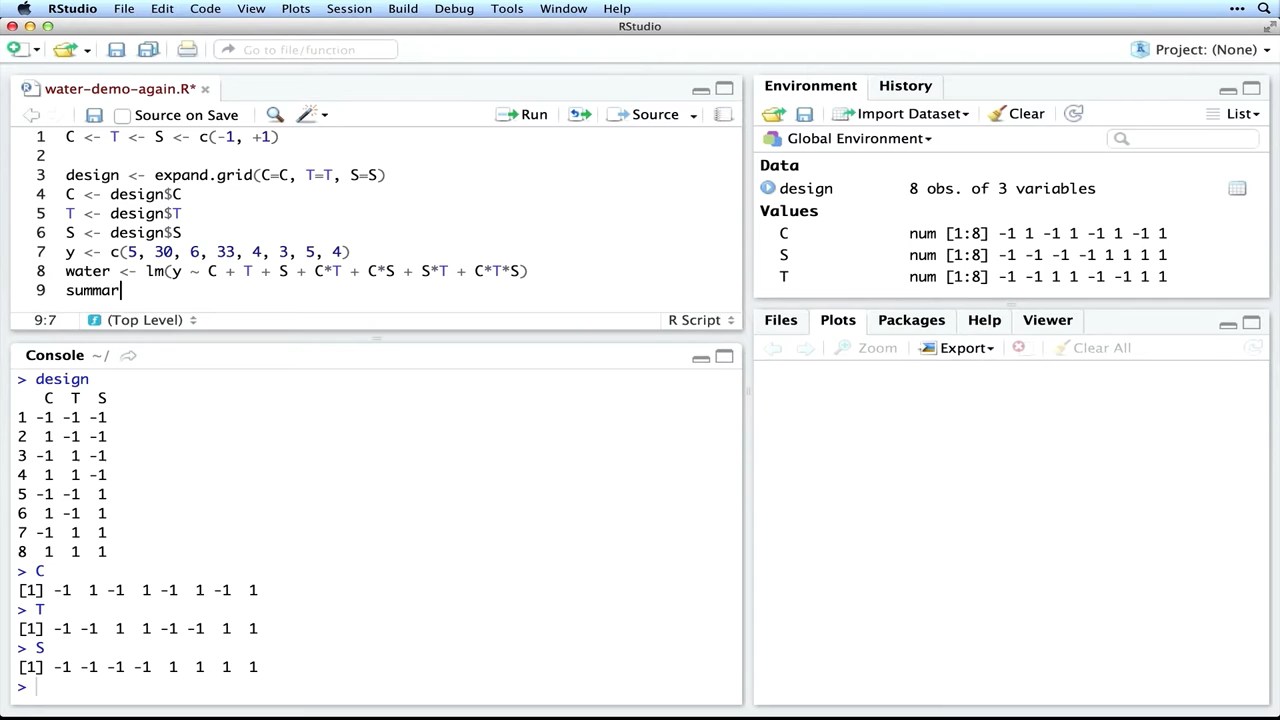 RStudio File Edit Code View Plots Session Build Debug Tools Window Help
RStudio
Go to file/function
Project: (None)
water-demo-again.R*
Source on Save
Run
Source
1 C <- T <- S <- c(-1, +1)
2
3 design <- expand.grid(C=C, T=T, S=S)
4 C <- design$C
5 T <- design$T
6 S <- design$S
7 y <- c(5, 30, 6, 33, 4, 3, 5, 4)
8 water <- lm(y ~ C + T + S + C*T + C*S + S*T + C*T*S)
9 summar
9:7 (Top Level) R Script
Console ~/
> design
C T S
1 -1 -1 -1
2 1 -1 -1
3 -1 1 -1
4 1 1 -1
5 -1 -1 1
6 1 -1 1
7 -1 1 1
8 1 1 1
> C
[1] -1 1 -1 1 -1 1 -1 1
> T
[1] -1 -1 1 1 -1 -1 1 1
> S
[1] -1 -1 -1 -1 1 1 1 1
>
Environment History
Import Dataset Clear List
Global Environment
Data
design 8 obs. of 3 variables
Values
C num [1:8] -1 1 -1 1 -1 1 -1 1
S num [1:8] -1 -1 -1 -1 1 1 1 1
T num [1:8] -1 -1 1 1 -1 -1 1 1
Files Plots Packages Help Viewer
Zoom Export Clear All